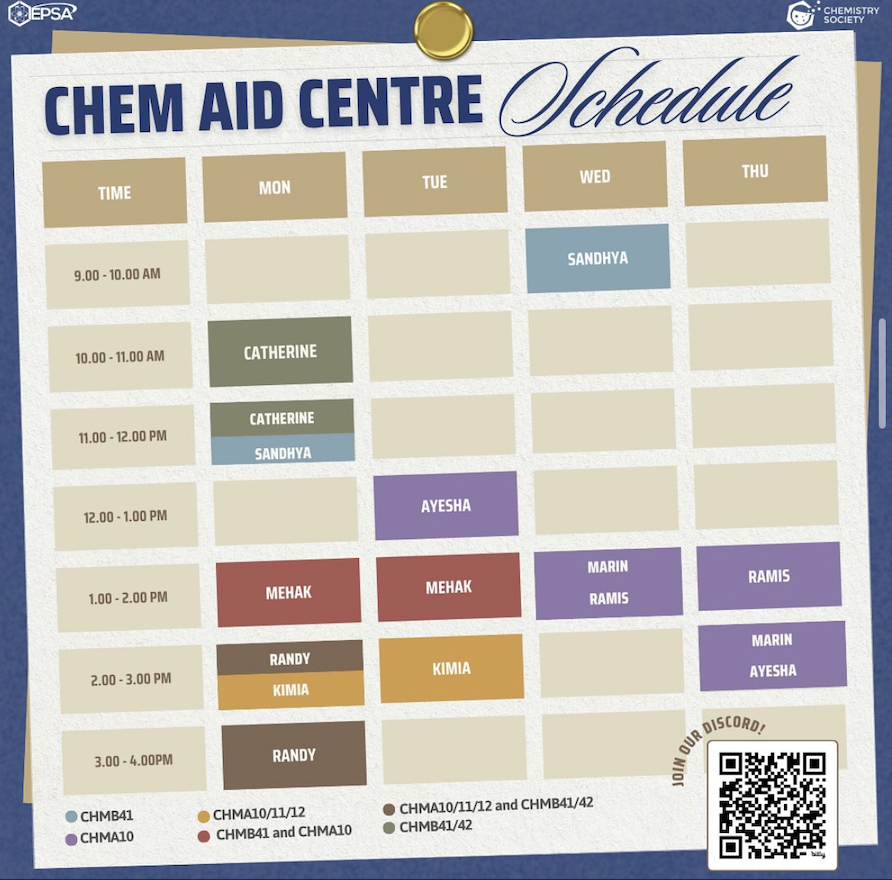 EPSA
CHEMISTRY
SOCIETY
CHEM AID CENTRE Schedule
TIME MON TUE WED THU
9.00 - 10.00 AM SANDHYA
10.00 - 11.00 AM CATHERINE
11.00 - 12.00 PM CATHERINE
SANDHYA
12.00 - 1.00 PM AYESHA
1.00 - 2.00 PM MEHAK MEHAK MARIN RAMIS
RAMIS
2.00 - 3.00 PM RANDY KIMIA MARIN
KIMIA AYESHA
3.00 - 4.00PM RANDY
JOIN OUR DISCORD!
CHMB41 CHMA10/11/12 CHMA10/11/12 and CHMB41/42
CHMA10 CHMB41 and CHMA10 CHMB41/42
bitly